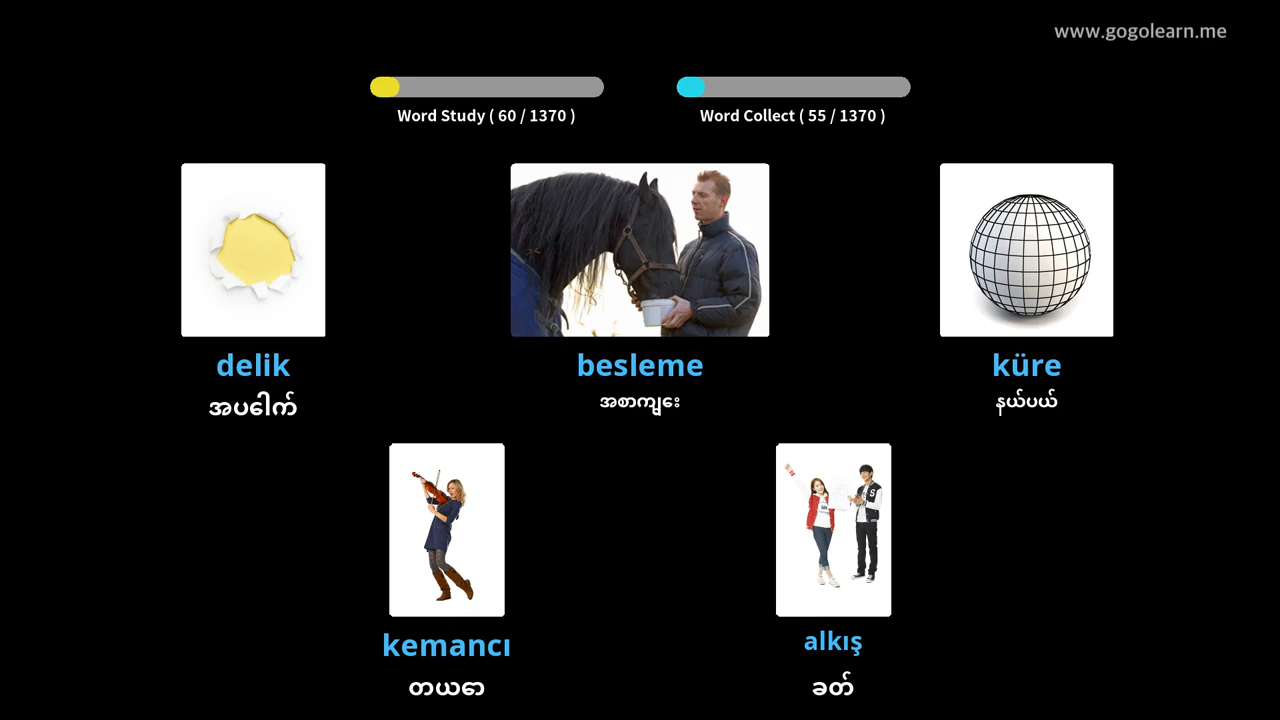 www.gogolearn.me
Word Study ( 60 / 1370 )
Word Collect ( 55 / 1370 )
delik
အပေါက်
besleme
အစာကျွေး
küre
နယ်ပယ်
kemancı
တယော
alkış
ခတ်